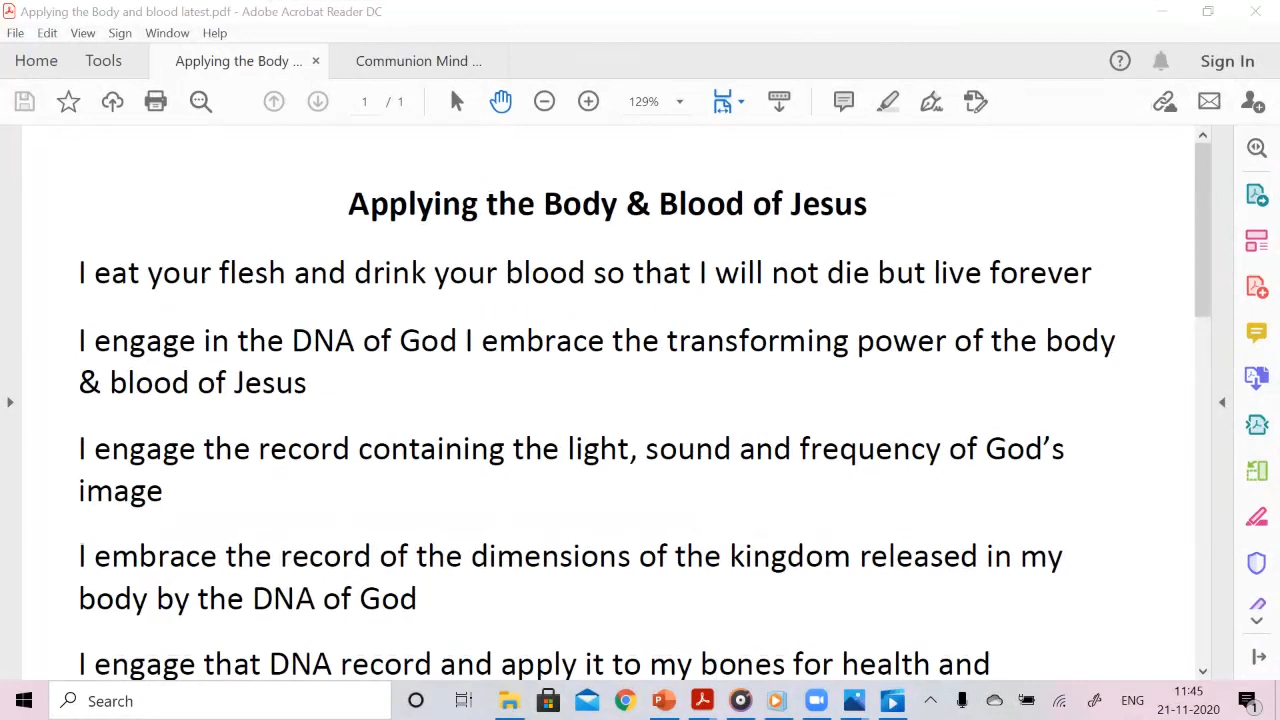 Applying the Body and blood latest.pdf - Adobe Acrobat Reader DC
File Edit View Sign Window Help
Home Tools Applying the Body ... × Communion Mind ... Sign In
1 / 1 129%
Applying the Body & Blood of Jesus
I eat your flesh and drink your blood so that I will not die but live forever
I engage in the DNA of God I embrace the transforming power of the body
& blood of Jesus
I engage the record containing the light, sound and frequency of God’s
image
I embrace the record of the dimensions of the kingdom released in my
body by the DNA of God
I engage that DNA record and apply it to my bones for health and
Search ENG 11:45
21-11-2020 1